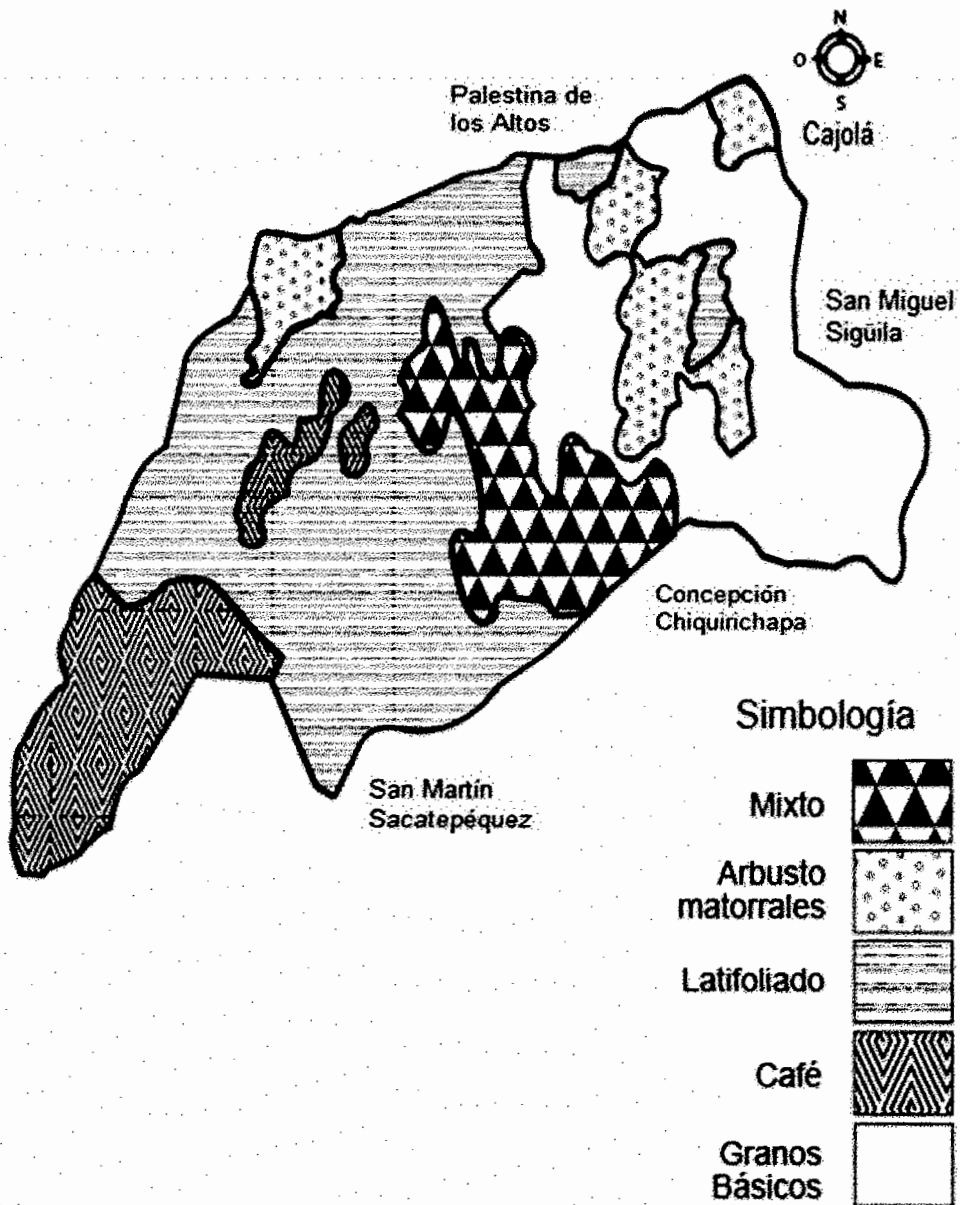 N
O E
S
Palestina de
los Altos
Cajolá
San Miguel
Sigüila
Concepción
Chiquirichapa
San Martín
Sacatepéquez
Simbología
Mixto
Arbusto
matorrales
Latifoliado
Café
Granos
Básicos